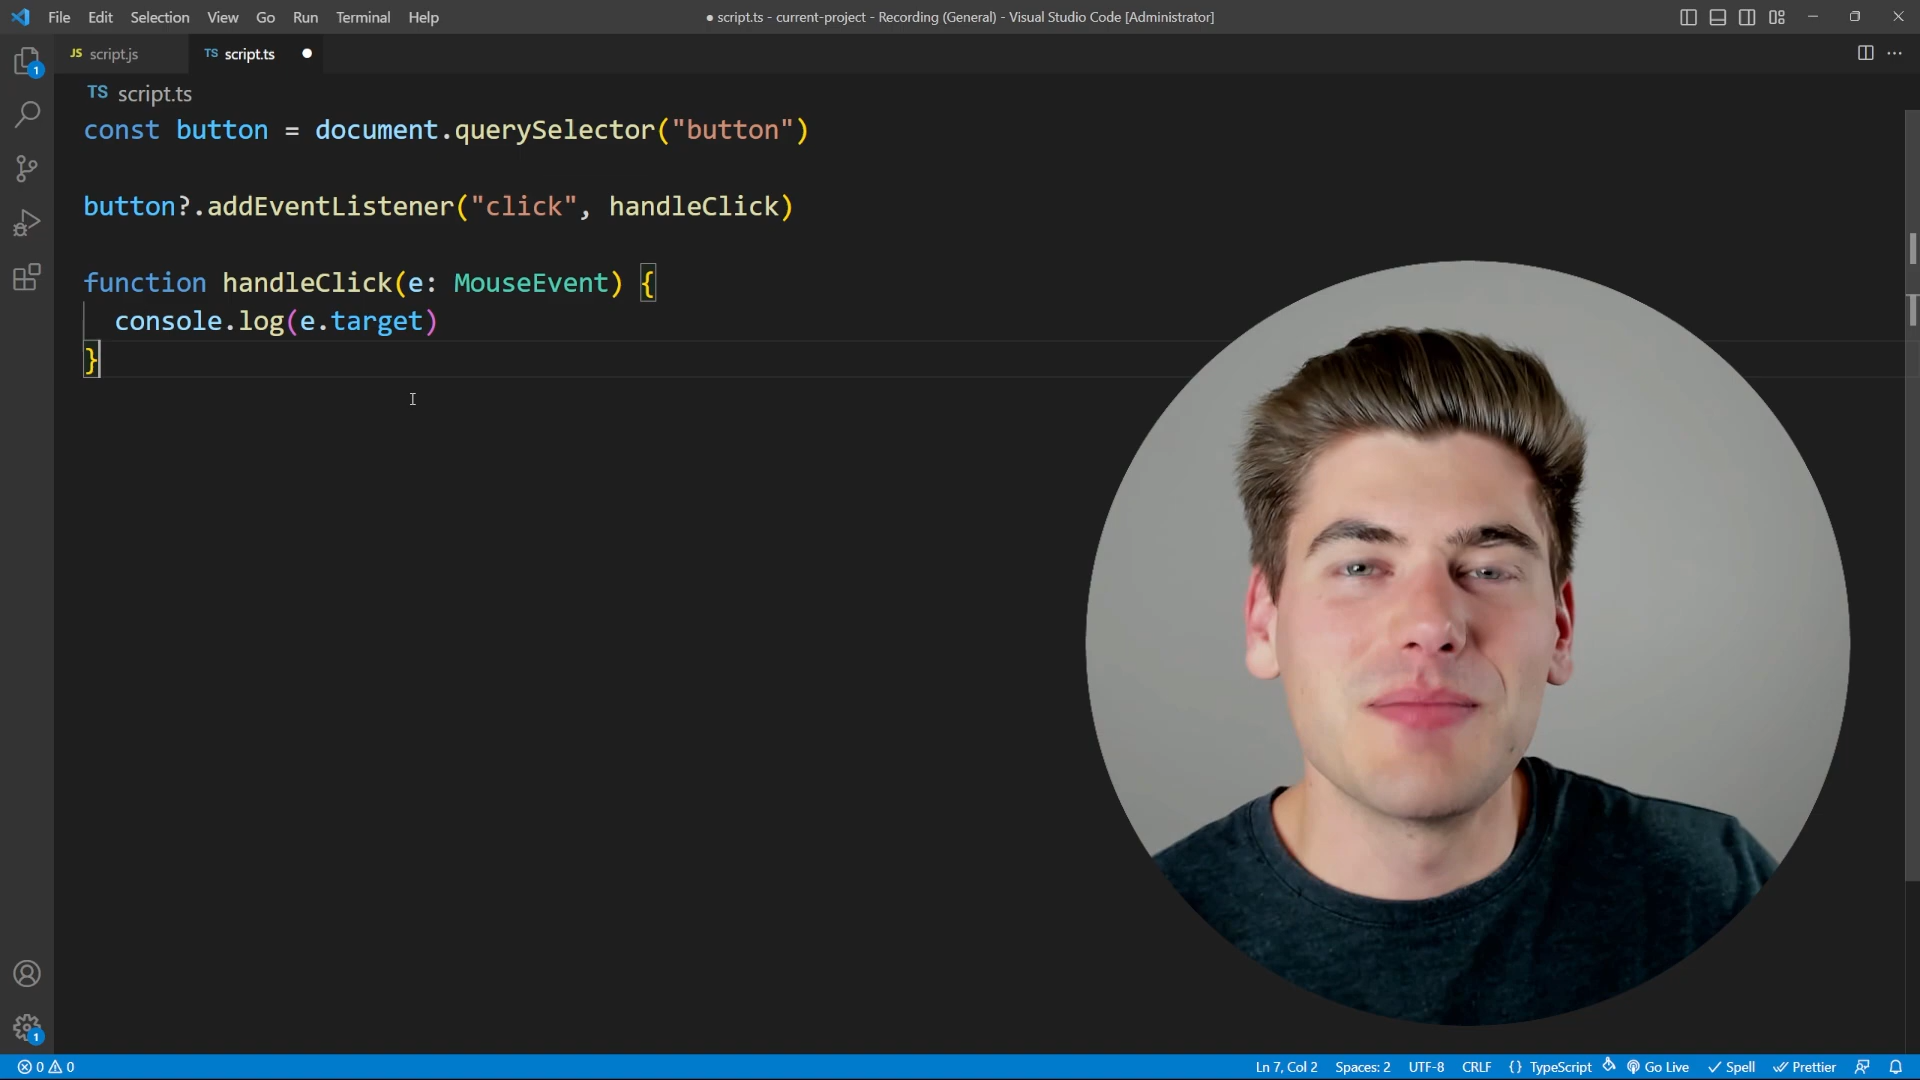 File Edit Selection View Go Run Terminal Help
● script.ts - current-project - Recording (General) - Visual Studio Code [Administrator]
JS script.js TS script.ts
1
TS script.ts
const button = document.querySelector("button")
button?.addEventListener("click", handleClick)
function handleClick(e: MouseEvent) {
console.log(e.target)
}
1
0 0 Ln 7, Col 2 Spaces: 2 UTF-8 CRLF {} TypeScript Go Live Spell Prettier